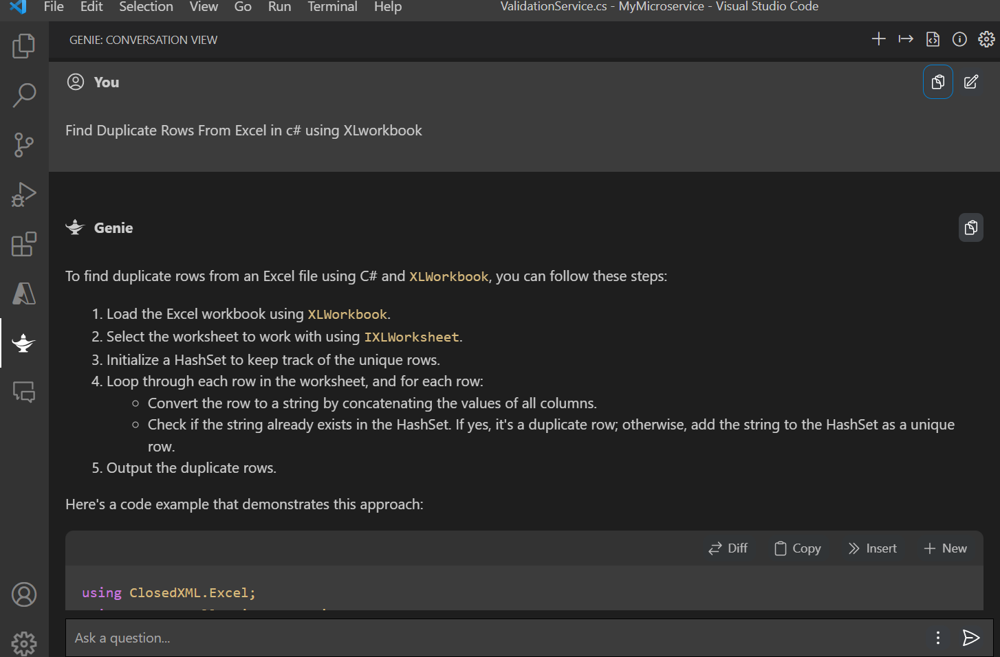 File Edit Selection View Go Run Terminal Help ValidationService.cs - MyMicroservice - Visual Studio Code
GENIE: CONVERSATION VIEW
You
Find Duplicate Rows From Excel in c# using XLworkbook
Genie
To find duplicate rows from an Excel file using C# and XLWorkbook, you can follow these steps:
1. Load the Excel workbook using XLWorkbook.
2. Select the worksheet to work with using IXLWorksheet.
3. Initialize a HashSet to keep track of the unique rows.
4. Loop through each row in the worksheet, and for each row:
○ Convert the row to a string by concatenating the values of all columns.
○ Check if the string already exists in the HashSet. If yes, it's a duplicate row; otherwise, add the string to the HashSet as a unique
row.
5. Output the duplicate rows.
Here's a code example that demonstrates this approach:
Diff Copy Insert New
using ClosedXML.Excel;
Ask a question...